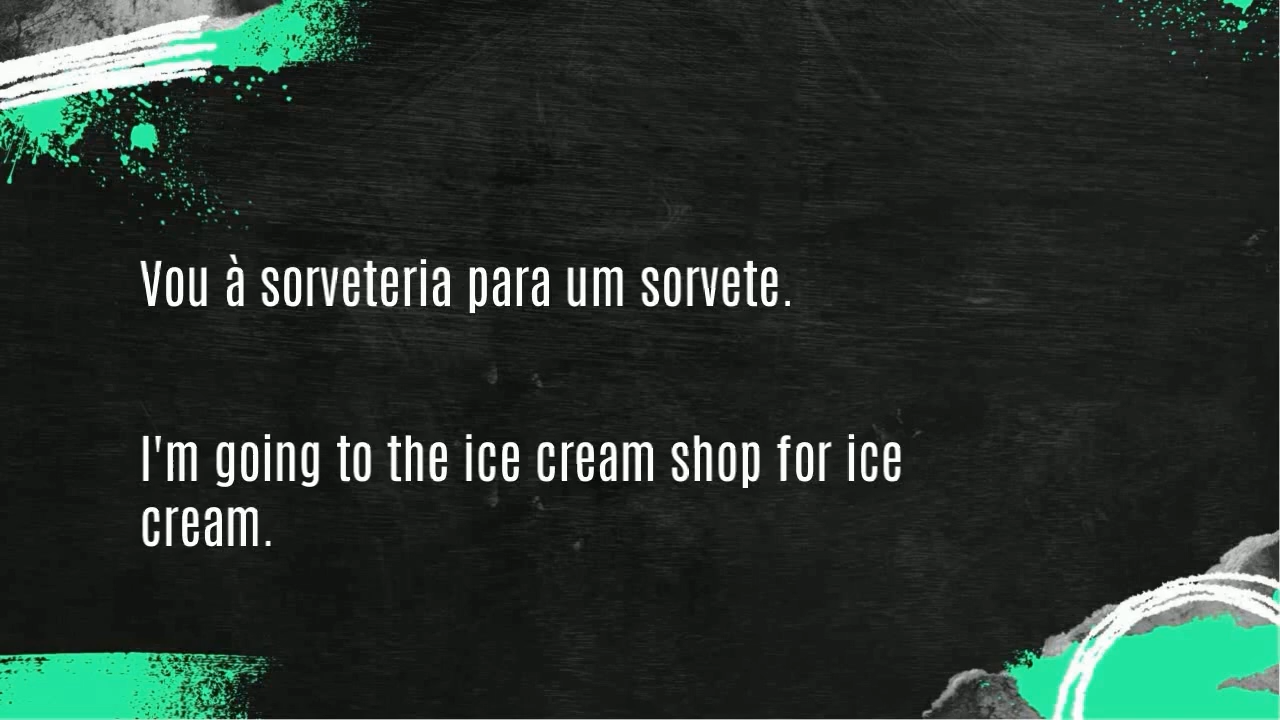 Vou à sorveteria para um sorvete.
I'm going to the ice cream shop for ice
cream.